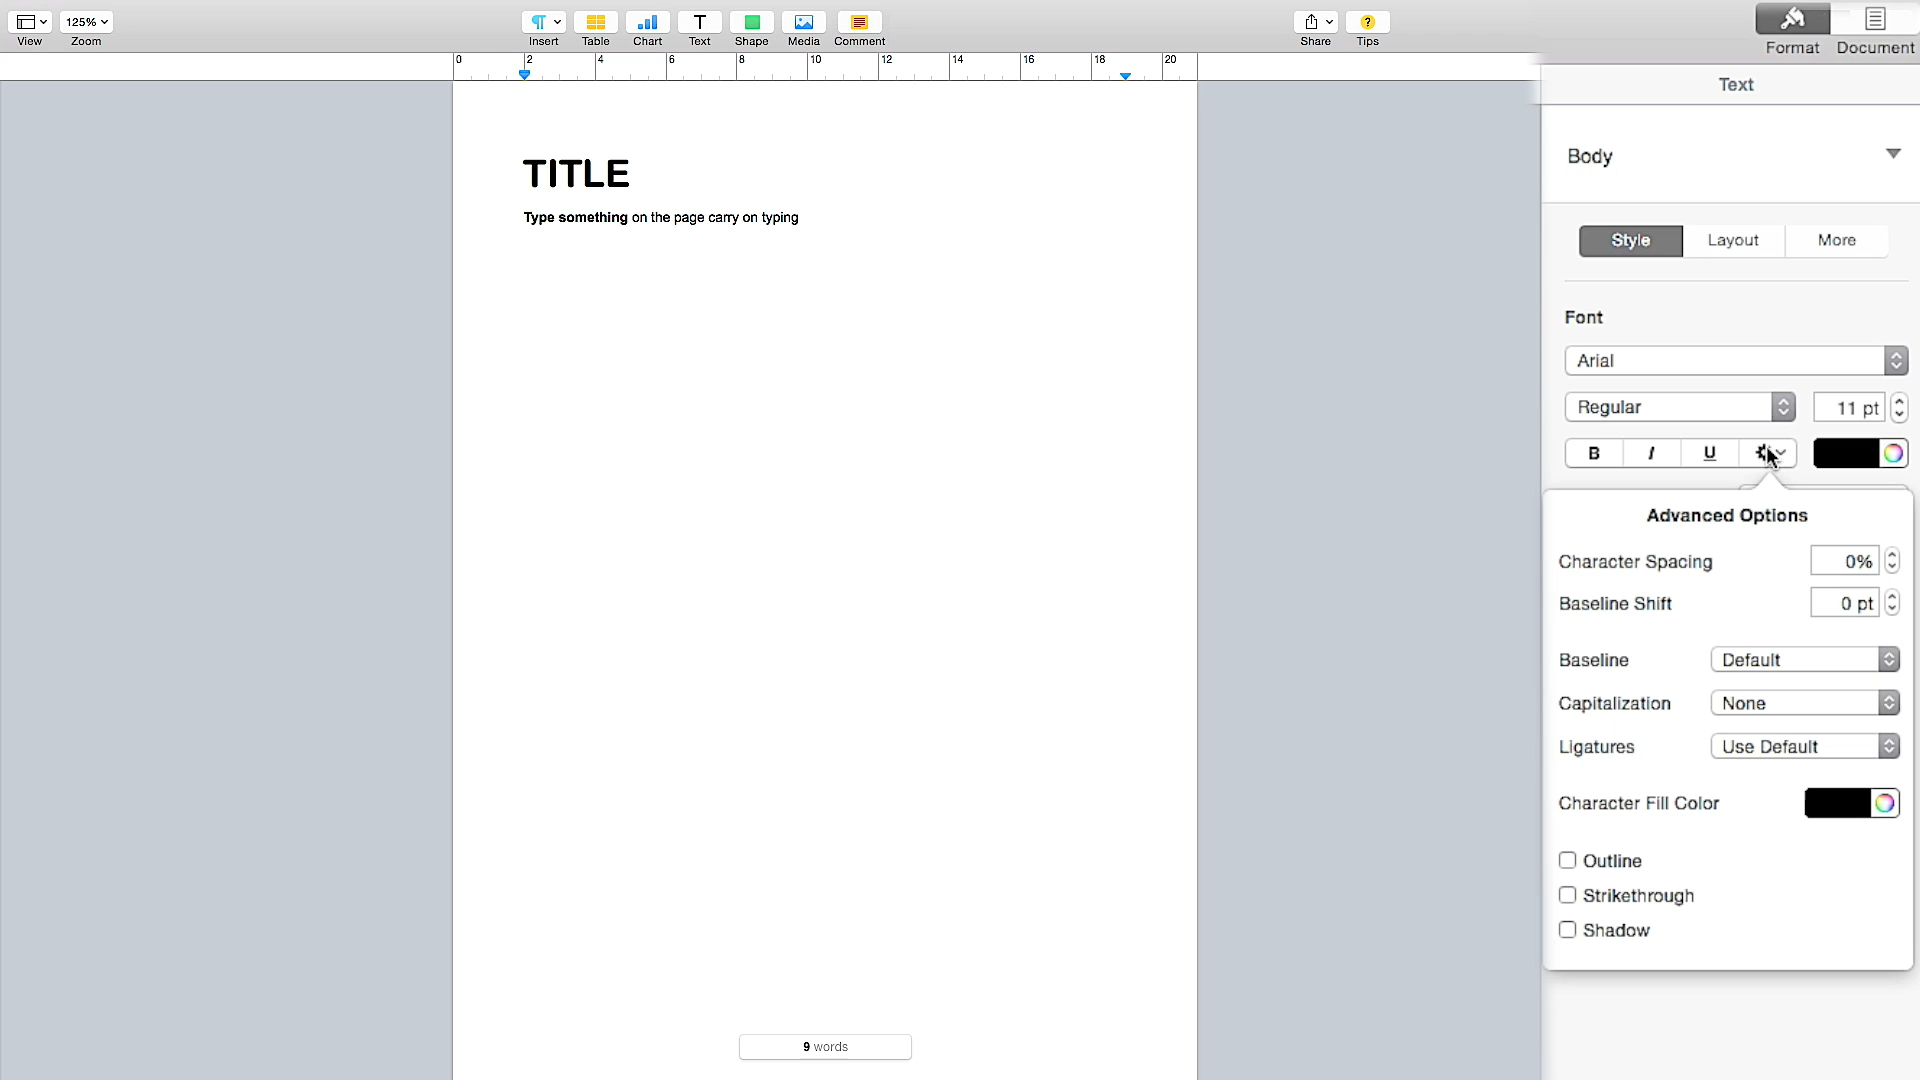 125%
View
Zoom
Insert
Table
Chart
T
Text
Shape
Media
Comment
Share
?
Tips
Format
Document
0 2 4 6 8 10 12 14 16 18 20
Text
TITLE
Type something on the page carry on typing
9 words
Body
Style
Layout
More
Font
Arial
Regular
11 pt
B I U
Advanced Options
Character Spacing 0%
Baseline Shift 0 pt
Baseline Default
Capitalization None
Ligatures Use Default
Character Fill Color
Outline
Strikethrough
Shadow